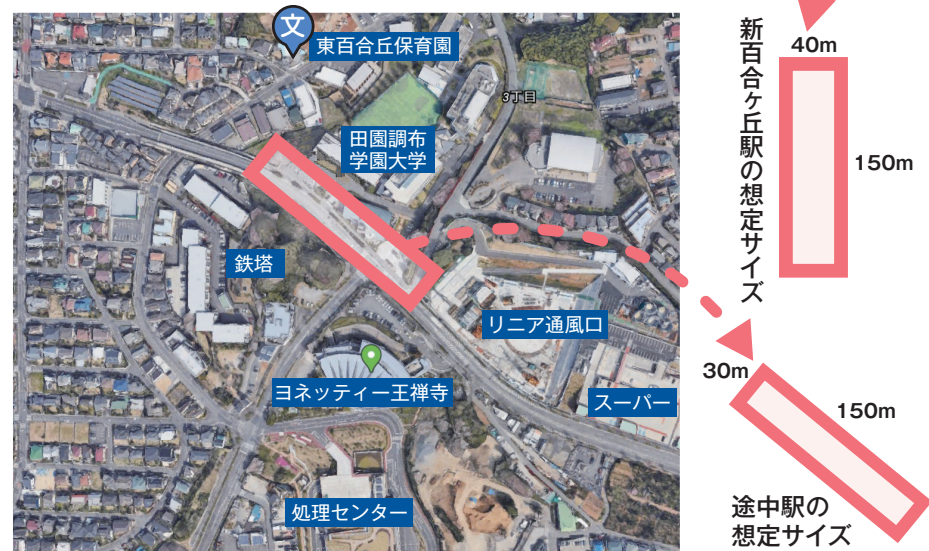 文
東百合丘保育園
3丁目
田園調布
学園大学
鉄塔
リニア通風口
ヨネッティー王禅寺
スーパー
処理センター
新百合ヶ丘駅の想定サイズ
40m
150m
30m
150m
途中駅の
想定サイズ